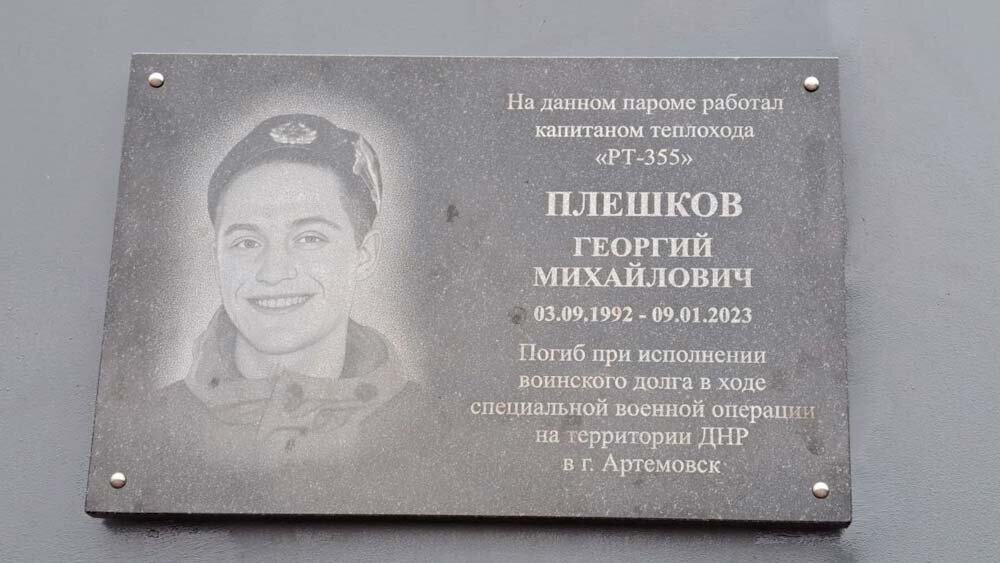 На данном пароме работал
капитаном теплохода
«РТ-355»
ПЛЕШКОВ
ГЕОРГИЙ
МИХАЙЛОВИЧ
03.09.1992 - 09.01.2023
Погиб при исполнении
воинского долга в ходе
специальной военной операции
на территории ДНР
в г. Артемовск